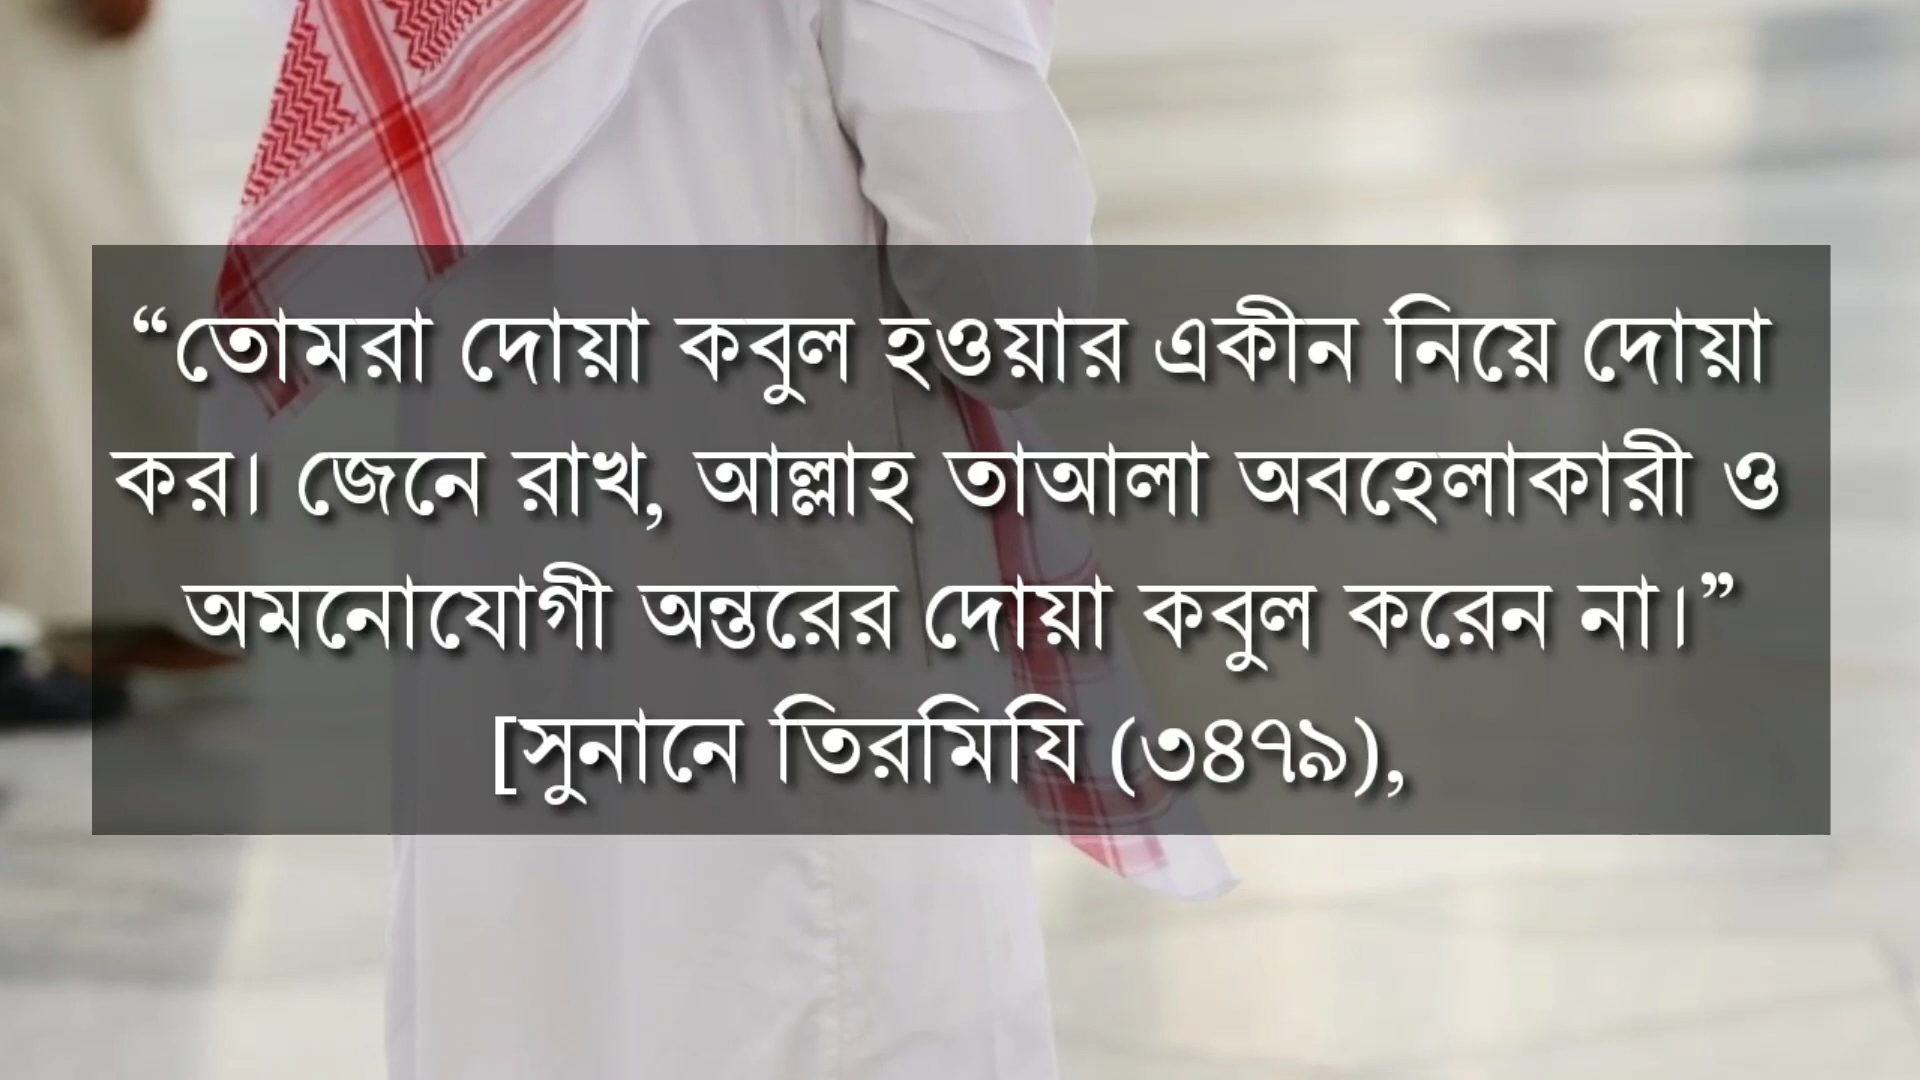 “তোমরা দোয়া কবুল হওয়ার একীন নিয়ে দোয়া
কর। জেনে রাখ, আল্লাহ তাআলা অবহেলাকারী ও
অমনোযোগী অন্তরের দোয়া কবুল করেন না।”
[সুনানে তিরমিযি (৩৪৭৯),